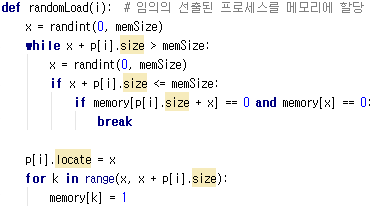 def randomLoad(i):  # 임의의 선출된 프로세스를 메모리에 할당
    x = randint(0, memSize)
    while x + p[i].size > memSize:
        x = randint(0, memSize)
        if x + p[i].size <= memSize:
            if memory[p[i].size + x] == 0 and memory[x] == 0:
                break

    p[i].locate = x
    for k in range(x, x + p[i].size):
        memory[k] = 1